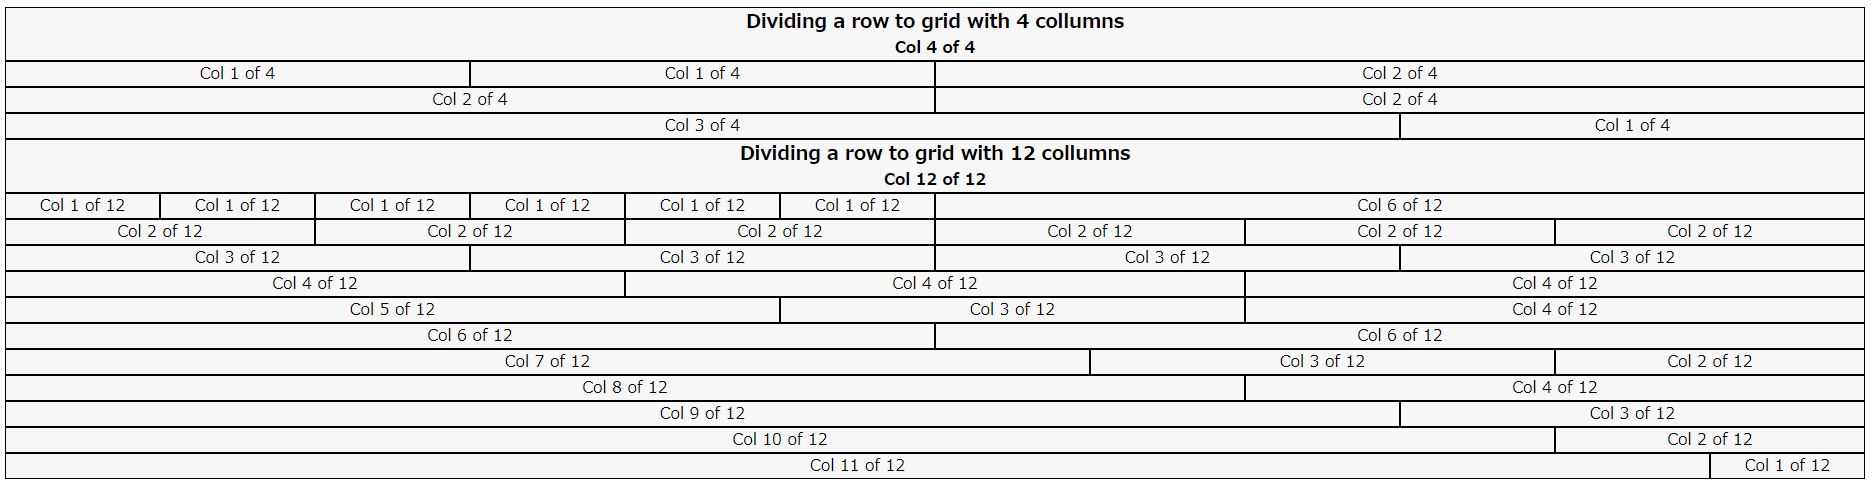 Dividing a row to grid with 4 collumns
Col 4 of 4
Col 1 of 4 Col 1 of 4 Col 2 of 4
Col 2 of 4 Col 2 of 4
Col 3 of 4 Col 1 of 4
Dividing a row to grid with 12 collumns
Col 12 of 12
Col 1 of 12 Col 1 of 12 Col 1 of 12 Col 1 of 12 Col 1 of 12 Col 1 of 12 Col 6 of 12
Col 2 of 12 Col 2 of 12 Col 2 of 12 Col 2 of 12 Col 2 of 12 Col 2 of 12
Col 3 of 12 Col 3 of 12 Col 3 of 12 Col 3 of 12
Col 4 of 12 Col 4 of 12 Col 4 of 12
Col 5 of 12 Col 3 of 12 Col 4 of 12
Col 6 of 12 Col 6 of 12
Col 7 of 12 Col 3 of 12 Col 2 of 12
Col 8 of 12 Col 4 of 12
Col 9 of 12 Col 3 of 12
Col 10 of 12 Col 2 of 12
Col 11 of 12 Col 1 of 12